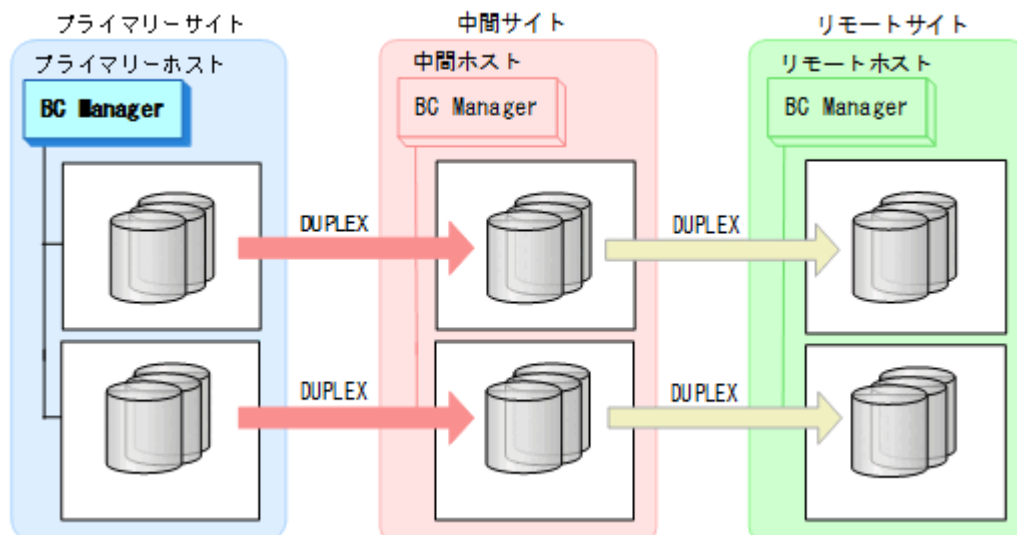 プライマリーサイト
中間サイト
リモートサイト
プライマリーホスト
中間ホスト
リモートホスト
BC Manager
BC Manager
BC Manager
DUPLEX
DUPLEX
DUPLEX
DUPLEX